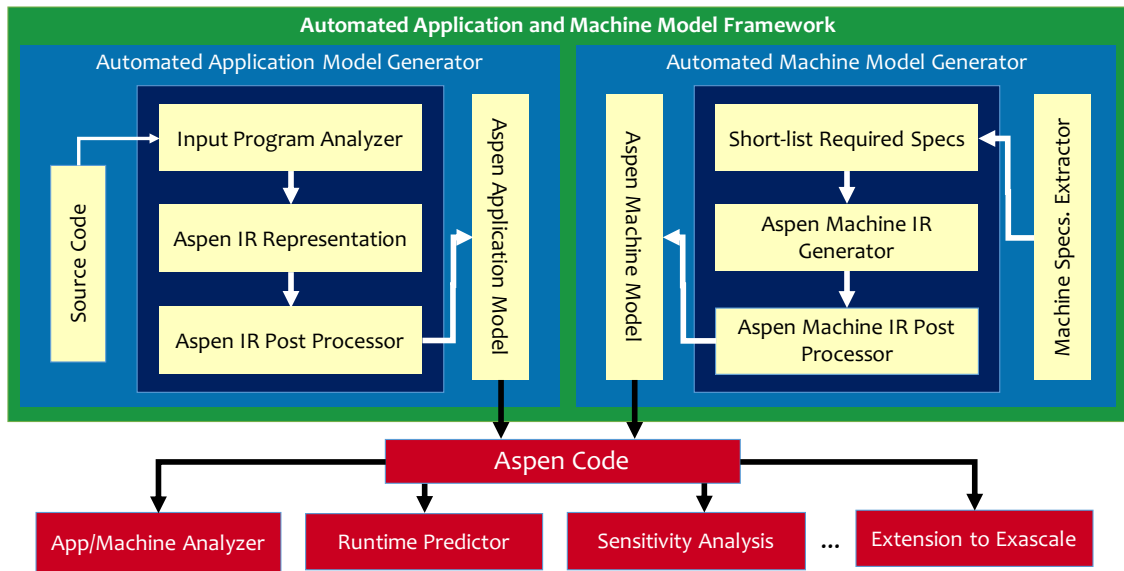 Automated Application and Machine Model Framework
Automated Application Model Generator
Source Code
Input Program Analyzer
Aspen IR Representation
Aspen IR Post Processor
Aspen Application Model
Automated Machine Model Generator
Aspen Machine Model
Short-list Required Specs
Aspen Machine IR
Generator
Aspen Machine IR Post
Processor
Machine Specs. Extractor
Aspen Code
App/Machine Analyzer
Runtime Predictor
Sensitivity Analysis
...
Extension to Exascale